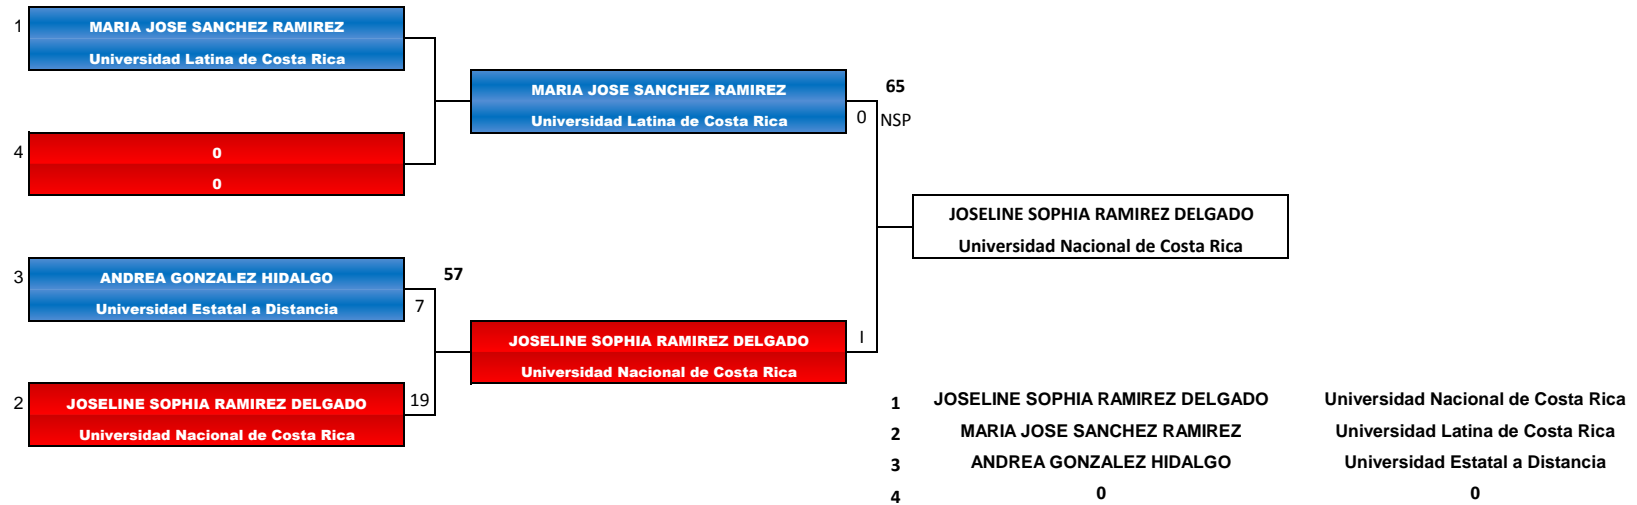 1
MARIA JOSE SANCHEZ RAMIREZ
Universidad Latina de Costa Rica
MARIA JOSE SANCHEZ RAMIREZ
65
Universidad Latina de Costa Rica
0
NSP
4
0
0
JOSELINE SOPHIA RAMIREZ DELGADO
Universidad Nacional de Costa Rica
3
ANDREA GONZALEZ HIDALGO
57
Universidad Estatal a Distancia
7
JOSELINE SOPHIA RAMIREZ DELGADO
I
Universidad Nacional de Costa Rica
2
JOSELINE SOPHIA RAMIREZ DELGADO
19
Universidad Nacional de Costa Rica
1 JOSELINE SOPHIA RAMIREZ DELGADO Universidad Nacional de Costa Rica
2 MARIA JOSE SANCHEZ RAMIREZ Universidad Latina de Costa Rica
3 ANDREA GONZALEZ HIDALGO Universidad Estatal a Distancia
4 0 0